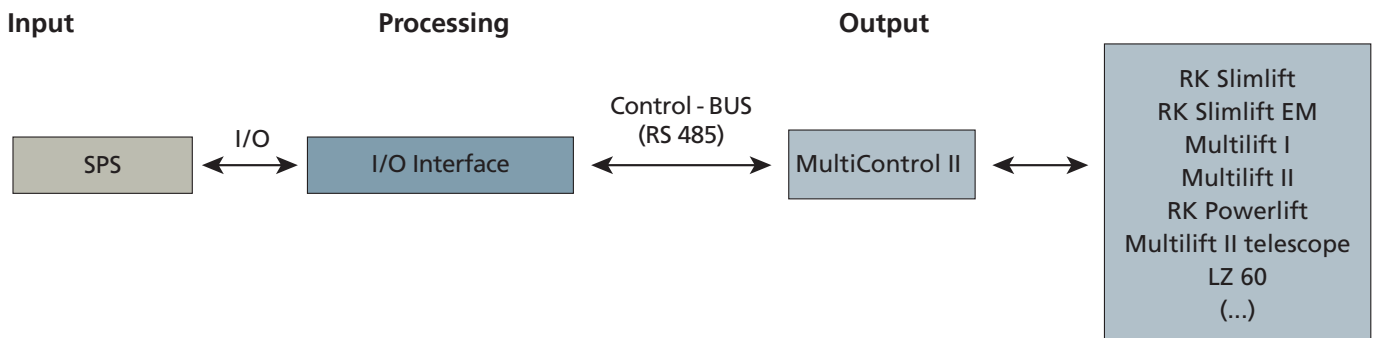 Input
Processing
Output
SPS
I/O
I/O Interface
Control - BUS
(RS 485)
MultiControl II
RK Slimlift
RK Slimlift EM
Multilift I
Multilift II
RK Powerlift
Multilift II telescope
LZ 60
(...)